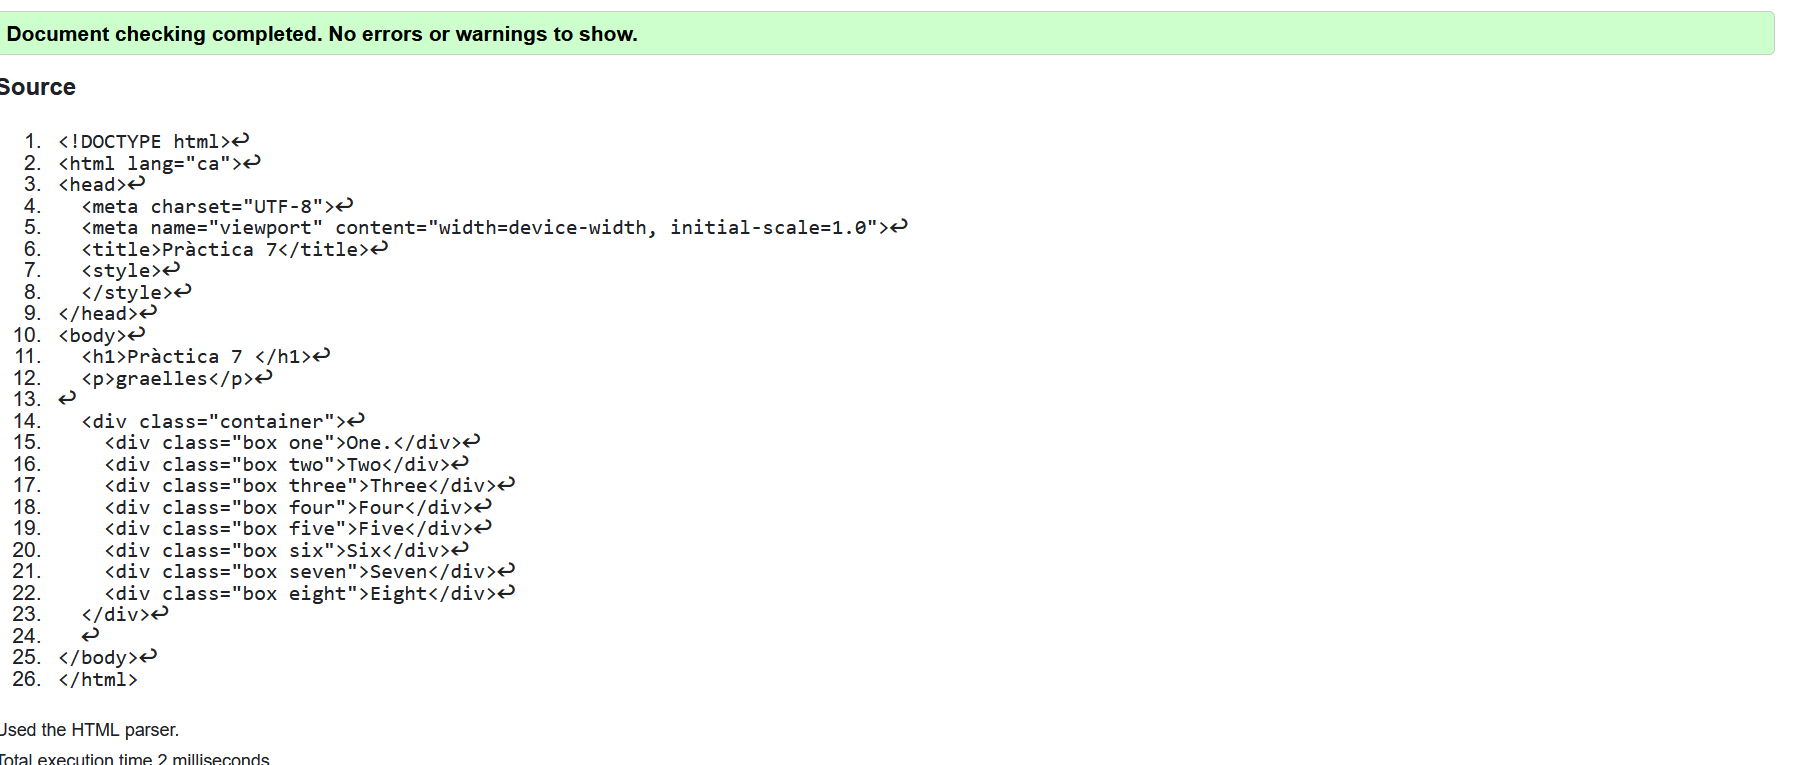 Document checking completed. No errors or warnings to show.
Source
1. <!DOCTYPE html>↩
2. <html lang="ca">↩
3. <head>↩
4.   <meta charset="UTF-8">↩
5.   <meta name="viewport" content="width=device-width, initial-scale=1.0">↩
6.   <title>Pràctica 7</title>↩
7.   <style>↩
8.   </style>↩
9. </head>↩
10. <body>↩
11.   <h1>Pràctica 7 </h1>↩
12.   <p>graelles</p>↩
13. ↩
14.   <div class="container">↩
15.     <div class="box one">One.</div>↩
16.     <div class="box two">Two</div>↩
17.     <div class="box three">Three</div>↩
18.     <div class="box four">Four</div>↩
19.     <div class="box five">Five</div>↩
20.     <div class="box six">Six</div>↩
21.     <div class="box seven">Seven</div>↩
22.     <div class="box eight">Eight</div>↩
23.   </div>↩
24.   ↩
25. </body>↩
26. </html>
Used the HTML parser.
Total execution time 2 milliseconds